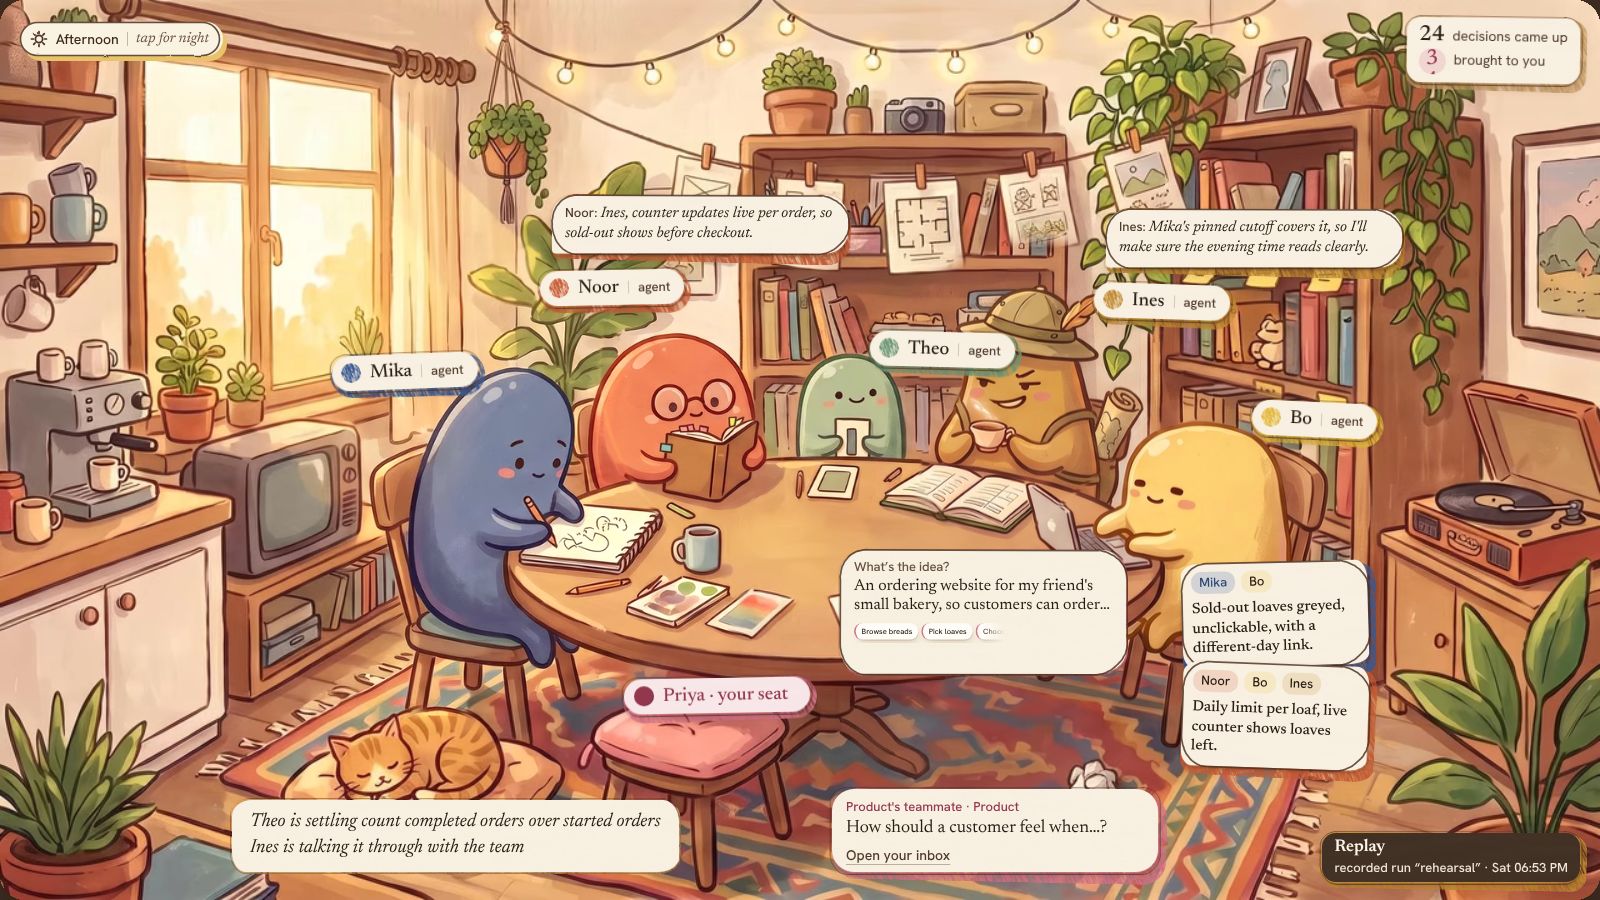 Afternoon tap for night
24 decisions came up
3 brought to you
Noor: Ines, counter updates live per order, so
sold-out shows before checkout.
Ines: Mika's pinned cutoff covers it, so I'll
make sure the evening time reads clearly.
Noor agent
Ines agent
Theo agent
Mika agent
Bo agent
What's the idea?
An ordering website for my friend's
small bakery, so customers can order...
Browse breads Pick loaves
Mika Bo
Sold-out loaves greyed,
unclickable, with a
different-day link.
Noor Bo Ines
Daily limit per loaf, live
counter shows loaves
left.
Priya · your seat
Theo is settling count completed orders over started orders
Ines is talking it through with the team
Product's teammate · Product
How should a customer feel when...?
Open your inbox
Replay
recorded run “rehearsal” · Sat 06:53 PM